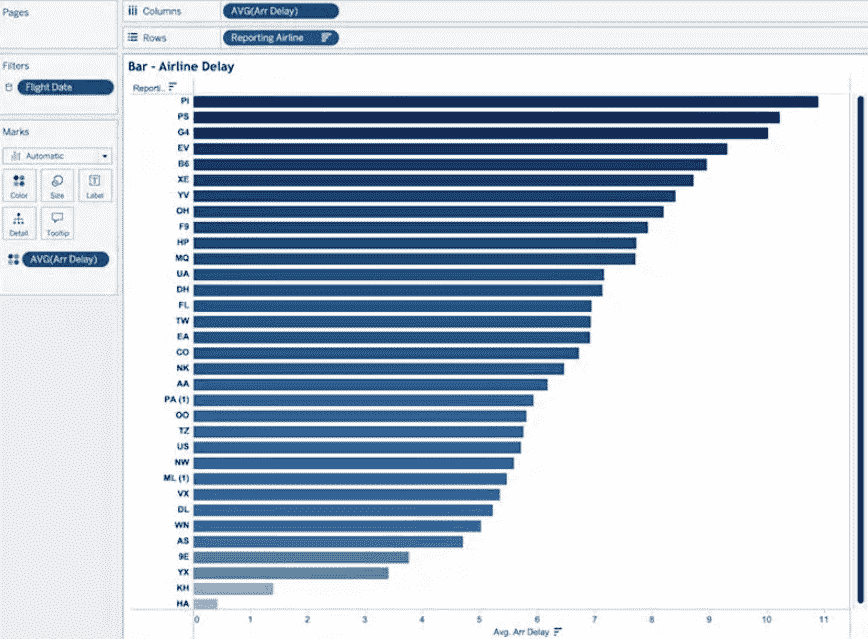 Pages
Columns
AVG(Arr Delay)
Rows
Reporting Airline
Filters
Flight Date
Marks
Automatic
Color
Size
Label
Detail
Tooltip
AVG(Arr Delay)
Bar - Airline Delay
Reporti..
PI
PS
G4
EV
B6
XE
YV
OH
F9
HP
MQ
UA
DH
FL
TW
EA
CO
NK
AA
PA (1)
OO
TZ
US
NW
ML (1)
VX
DL
WN
AS
9E
YX
KH
HA
0 1 2 3 4 5 6 7 8 9 10 11
Avg. Arr Delay